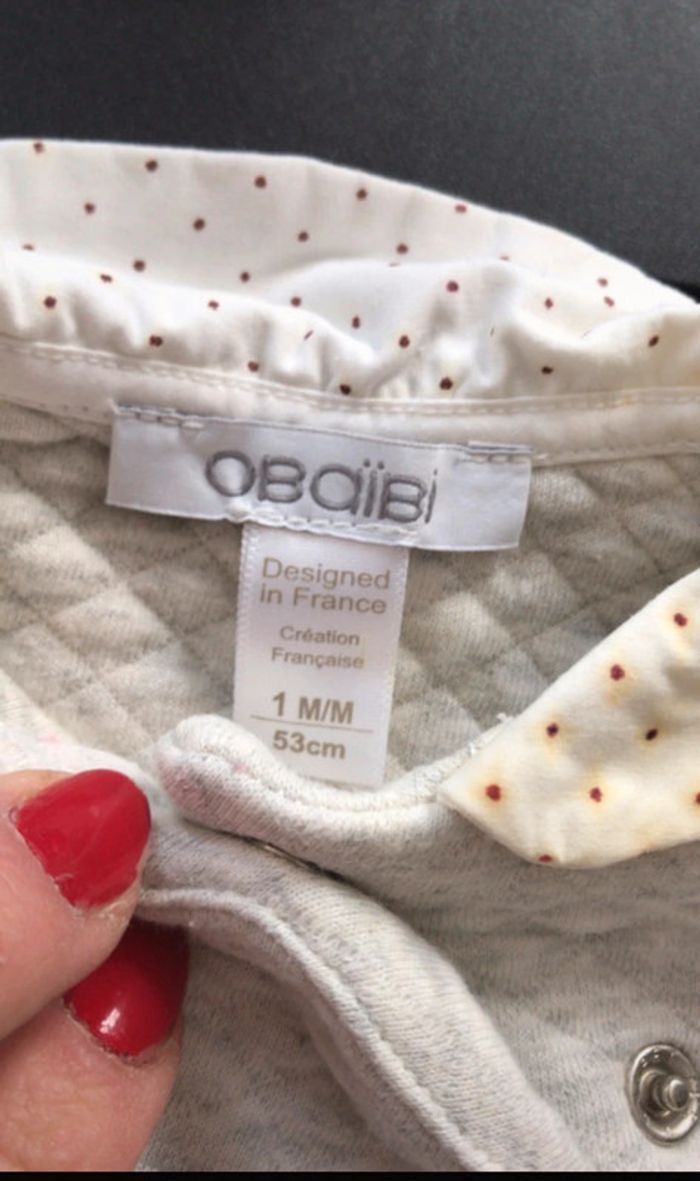 OBaïBi
Designed
in France
Création
Française
1 M/M
53cm